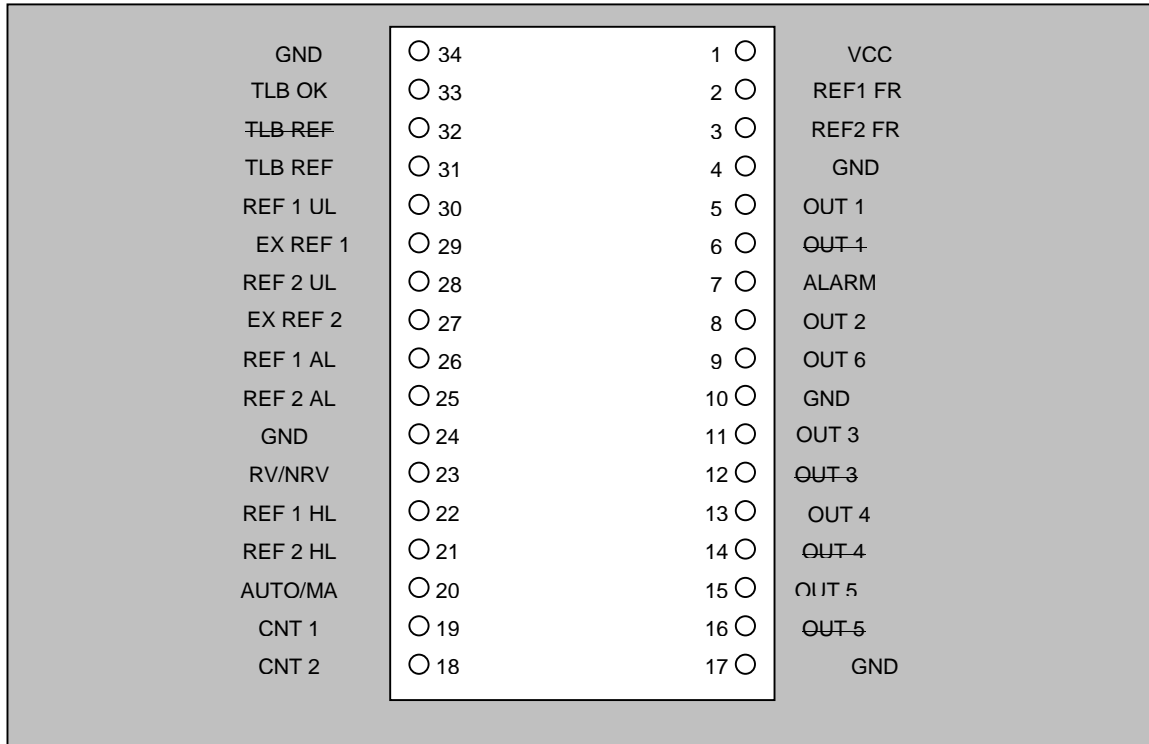 GND 34 1 VCC
TLB OK 33 2 REF1 FR
TLB REF 32 3 REF2 FR
TLB REF 31 4 GND
REF 1 UL 30 5 OUT 1
EX REF 1 29 6 OUT 1
REF 2 UL 28 7 ALARM
EX REF 2 27 8 OUT 2
REF 1 AL 26 9 OUT 6
REF 2 AL 25 10 GND
GND 24 11 OUT 3
RV/NRV 23 12 OUT 3
REF 1 HL 22 13 OUT 4
REF 2 HL 21 14 OUT 4
AUTO/MA 20 15 OUT 5
CNT 1 19 16 OUT 5
CNT 2 18 17 GND